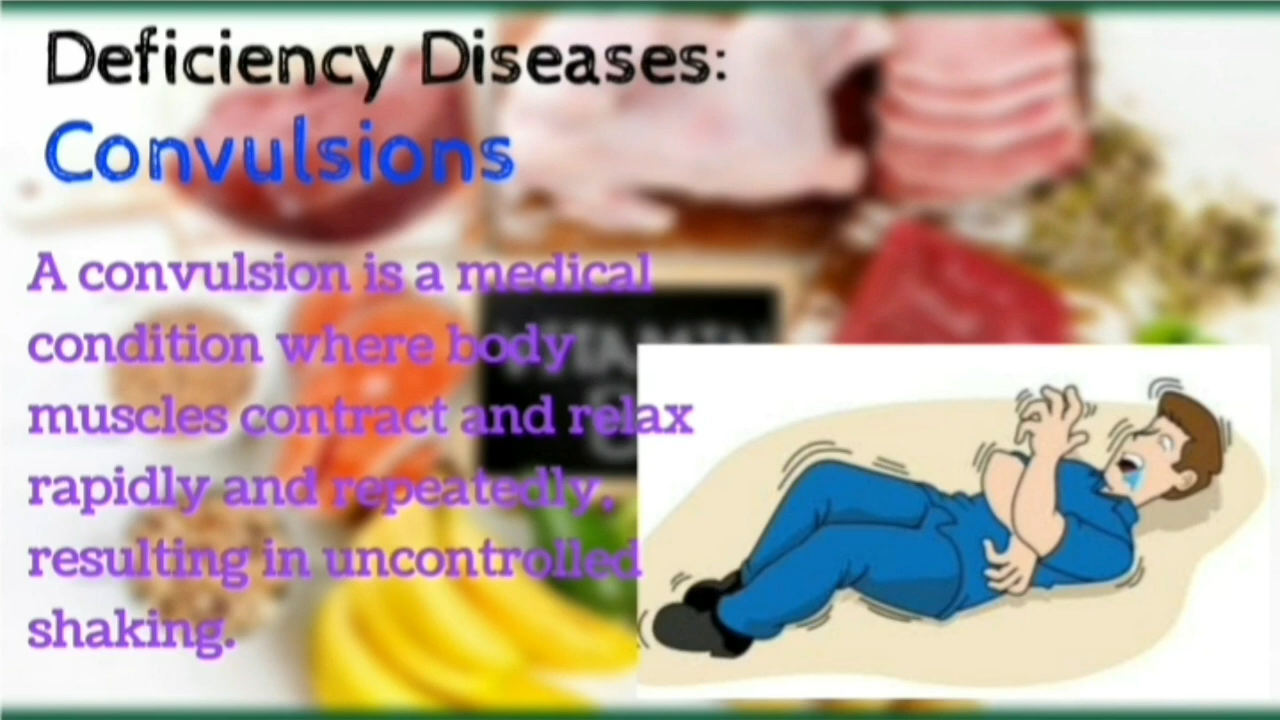 Deficiency Diseases:
Convulsions
A convulsion is a medical
condition where body
muscles contract and relax
rapidly and repeatedly,
resulting in uncontrolled
shaking.